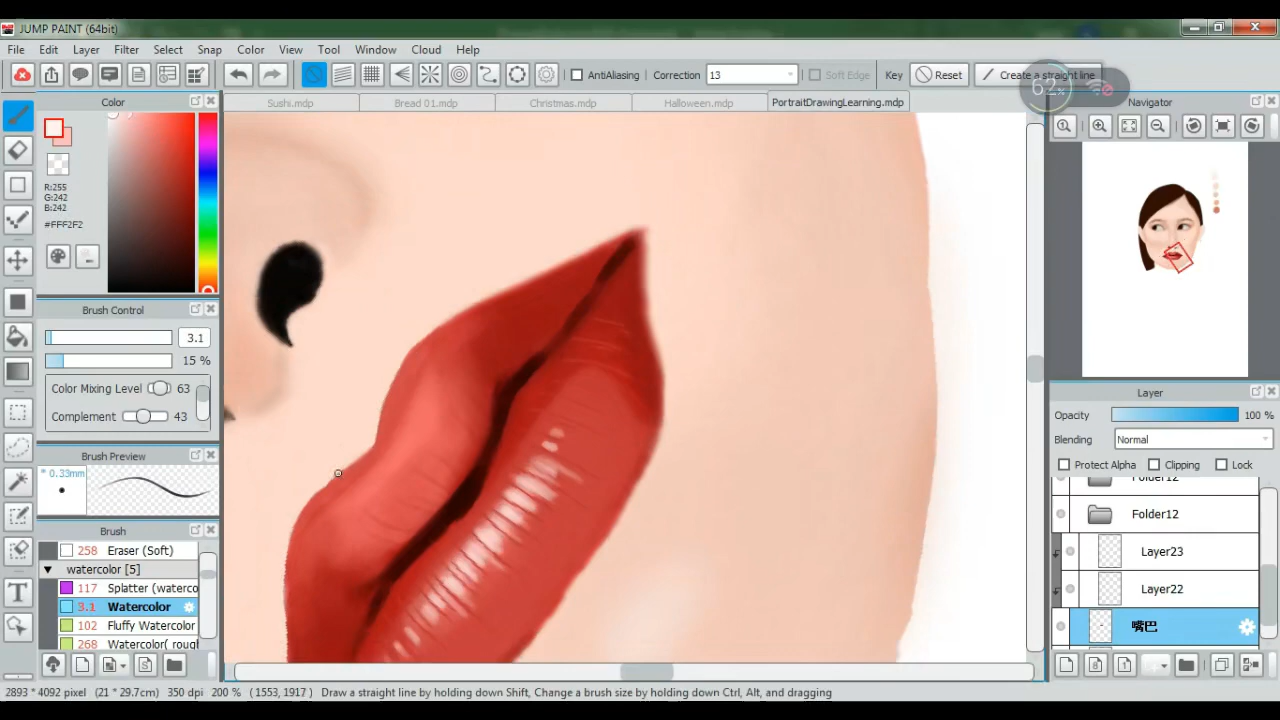 JUMP PAINT (64bit)
File Edit Layer Filter Select Snap Color View Tool Window Cloud Help
AntiAliasing Correction 13 Soft Edge Key Reset Create a straight line
62%
Color
Sushi.mdp Bread 01.mdp Christmas.mdp Halloween.mdp PortraitDrawingLearning.mdp
Navigator
R:255
G:242
B:242
#FFF2F2
Brush Control
3.1
15 %
Color Mixing Level 63
Complement 43
Brush Preview
* 0.33mm
Brush
258 Eraser (Soft)
watercolor [5]
117 Splatter (waterco
3.1 Watercolor
102 Fluffy Watercolor
268 Watercolor( roug
Layer
Opacity 100 %
Blending Normal
Protect Alpha Clipping Lock
Folder12
Folder12
Layer23
Layer22
嘴巴
2893 * 4092 pixel (21 * 29.7cm) 350 dpi 200 % (1553,1917) Draw a straight line by holding down Shift, Change a brush size by holding down Ctrl, Alt, and dragging